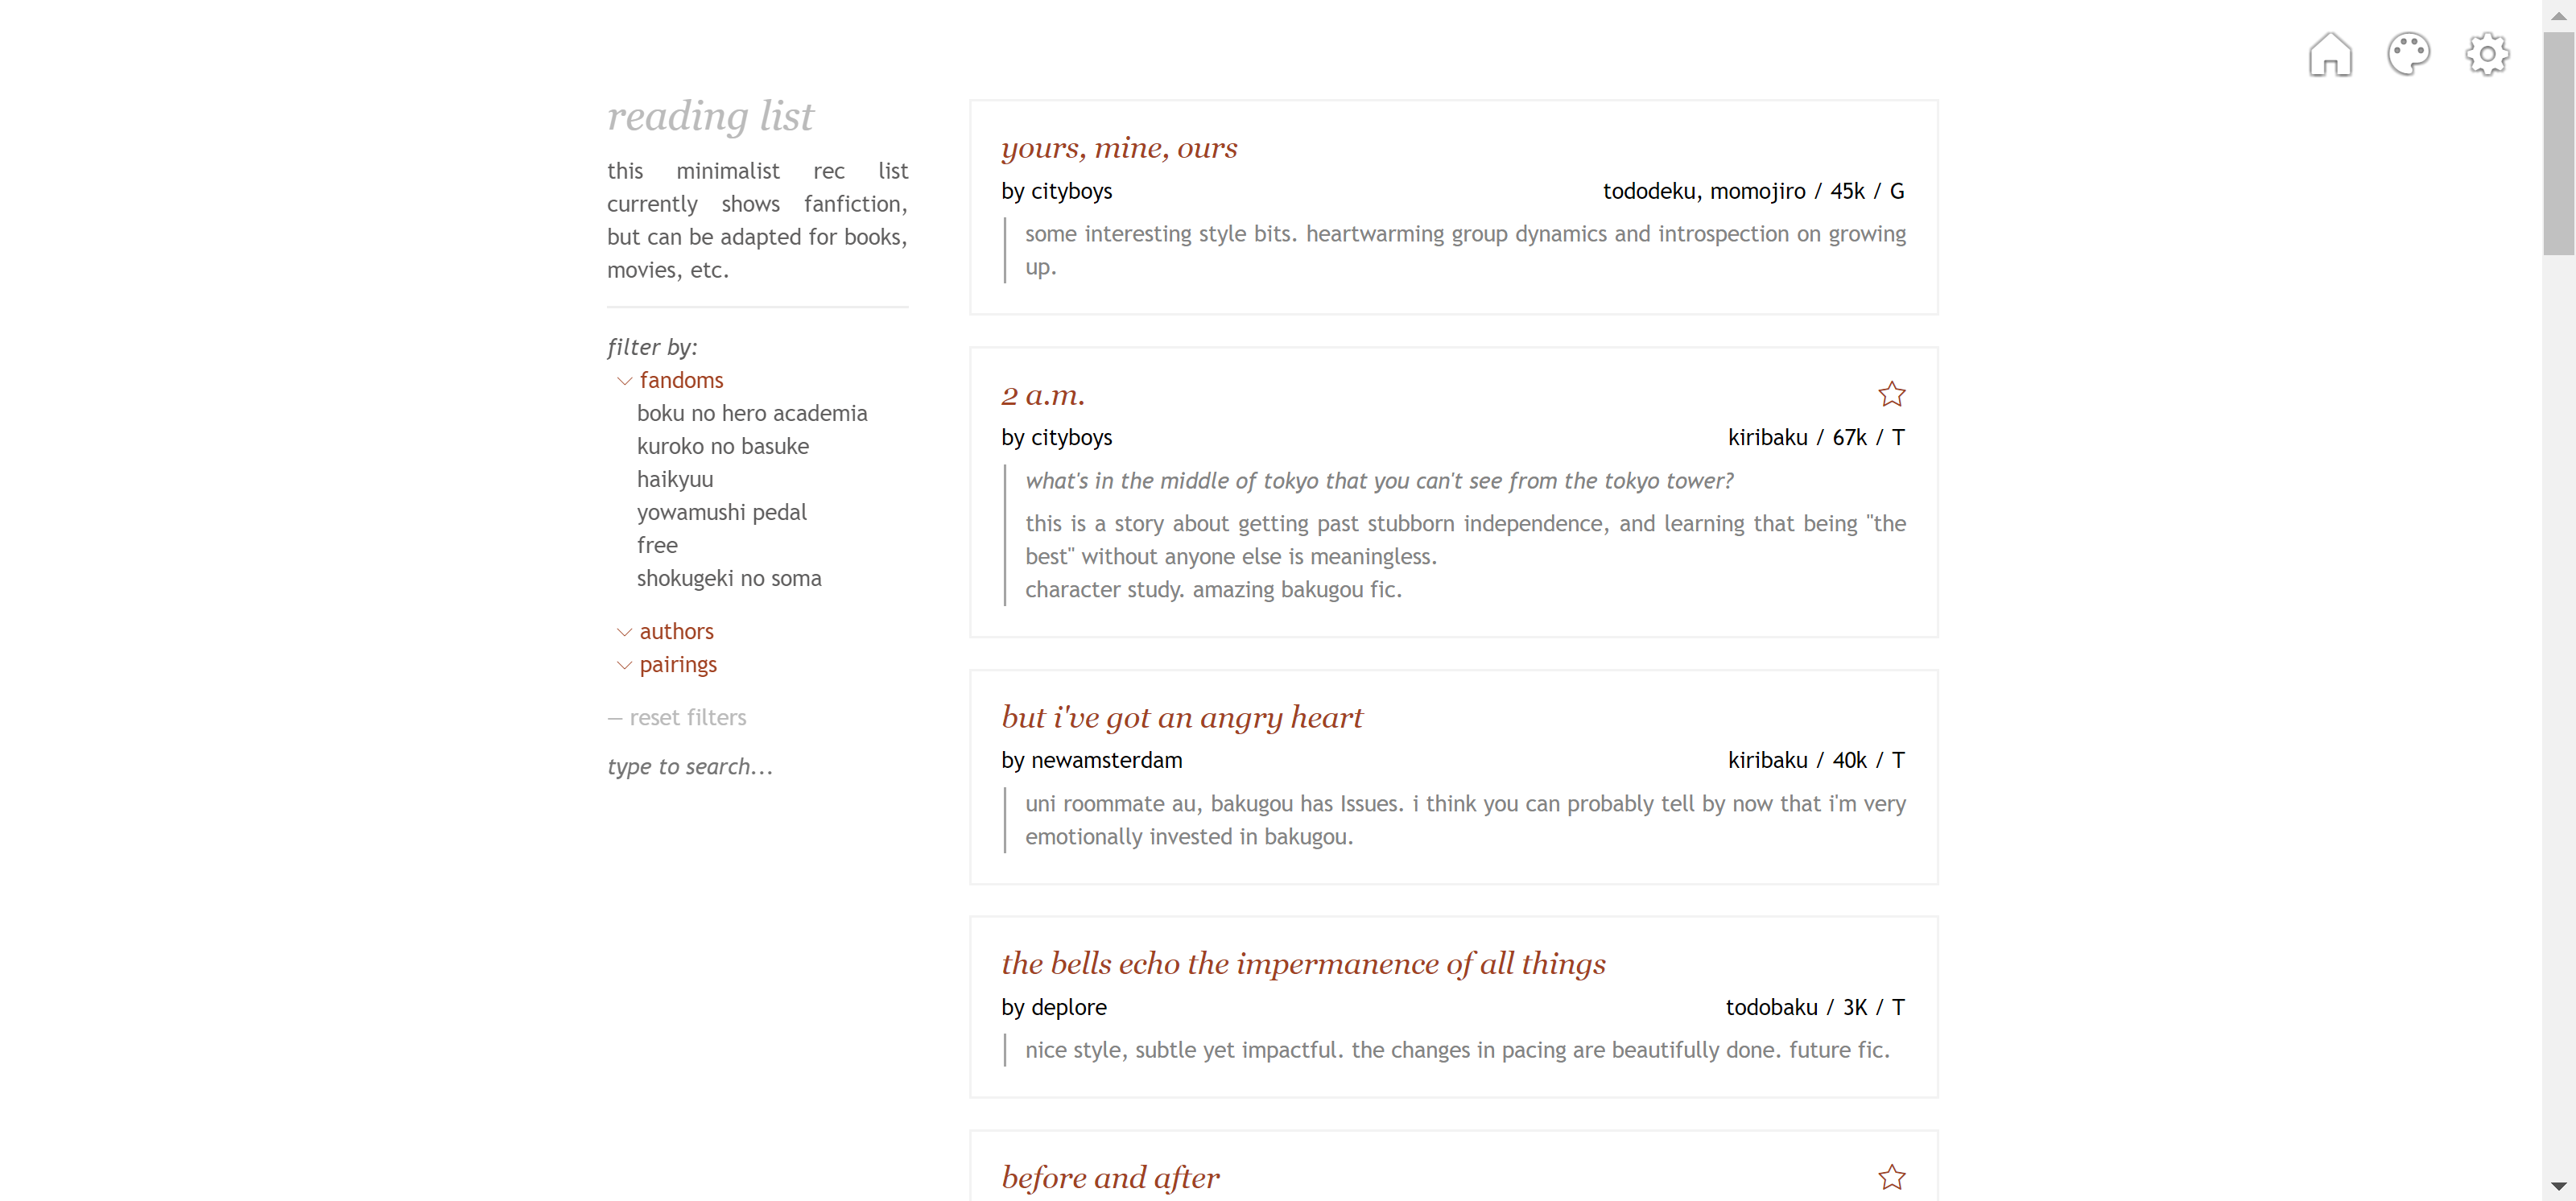 reading list
this minimalist rec list
currently shows fanfiction,
but can be adapted for books,
movies, etc.
filter by:
fandoms
boku no hero academia
kuroko no basuke
haikyuu
yowamushi pedal
free
shokugeki no soma
authors
pairings
— reset filters
type to search...
yours, mine, ours
by cityboys tododeku, momojiro / 45k / G
some interesting style bits. heartwarming group dynamics and introspection on growing
up.
2 a.m.
by cityboys kiribaku / 67k / T
what's in the middle of tokyo that you can't see from the tokyo tower?
this is a story about getting past stubborn independence, and learning that being "the
best" without anyone else is meaningless.
character study. amazing bakugou fic.
but i've got an angry heart
by newamsterdam kiribaku / 40k / T
uni roommate au, bakugou has Issues. i think you can probably tell by now that i'm very
emotionally invested in bakugou.
the bells echo the impermanence of all things
by deplore todobaku / 3K / T
nice style, subtle yet impactful. the changes in pacing are beautifully done. future fic.
before and after